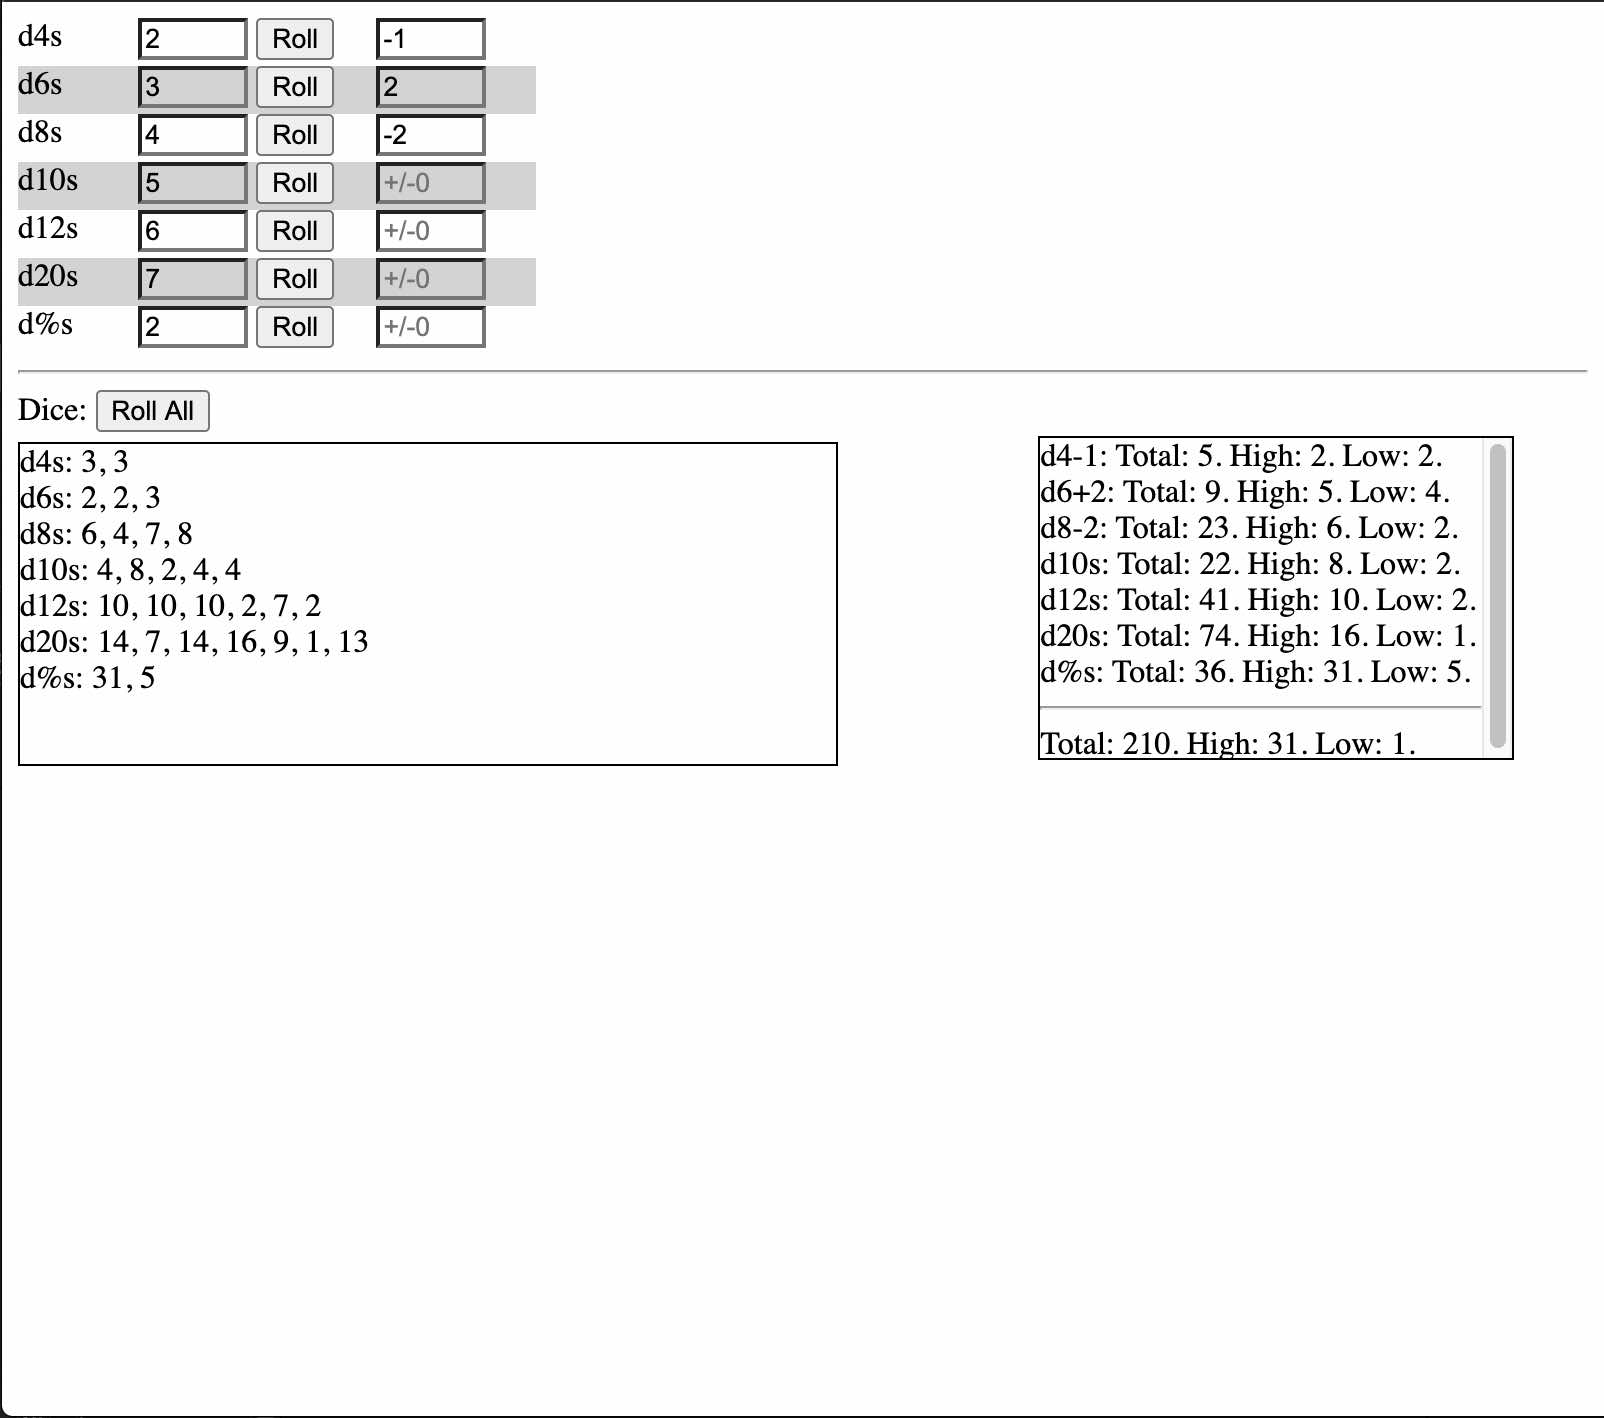 d4s 2 Roll -1
d6s 3 Roll 2
d8s 4 Roll -2
d10s 5 Roll +/-0
d12s 6 Roll +/-0
d20s 7 Roll +/-0
d%s 2 Roll +/-0
Dice: Roll All
d4s: 3, 3
d6s: 2, 2, 3
d8s: 6, 4, 7, 8
d10s: 4, 8, 2, 4, 4
d12s: 10, 10, 10, 2, 7, 2
d20s: 14, 7, 14, 16, 9, 1, 13
d%s: 31, 5
d4-1: Total: 5. High: 2. Low: 2.
d6+2: Total: 9. High: 5. Low: 4.
d8-2: Total: 23. High: 6. Low: 2.
d10s: Total: 22. High: 8. Low: 2.
d12s: Total: 41. High: 10. Low: 2.
d20s: Total: 74. High: 16. Low: 1.
d%s: Total: 36. High: 31. Low: 5.
Total: 210. High: 31. Low: 1.